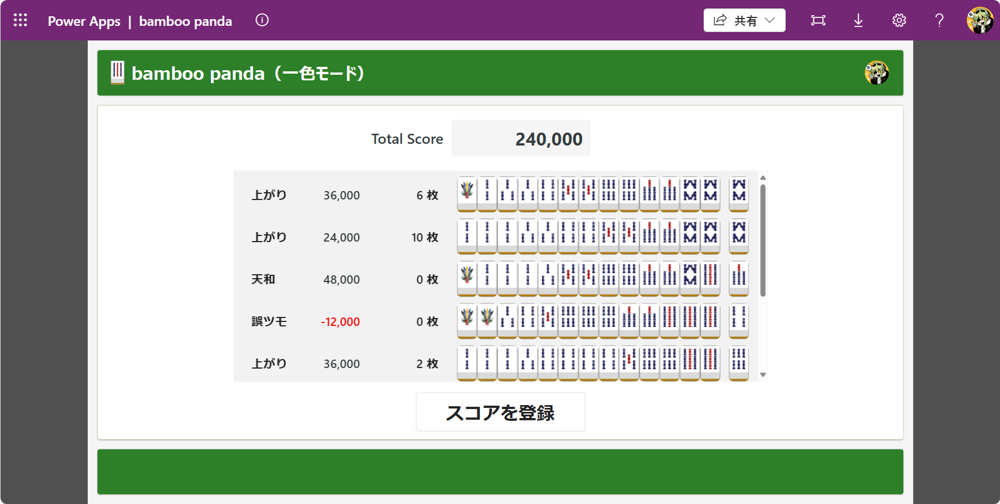 Power Apps | bamboo panda
共有
bamboo panda（一色モード）
Total Score 240,000
上がり 36,000 6 枚
上がり 24,000 10 枚
天和 48,000 0 枚
誤ツモ -12,000 0 枚
上がり 36,000 2 枚
スコアを登録